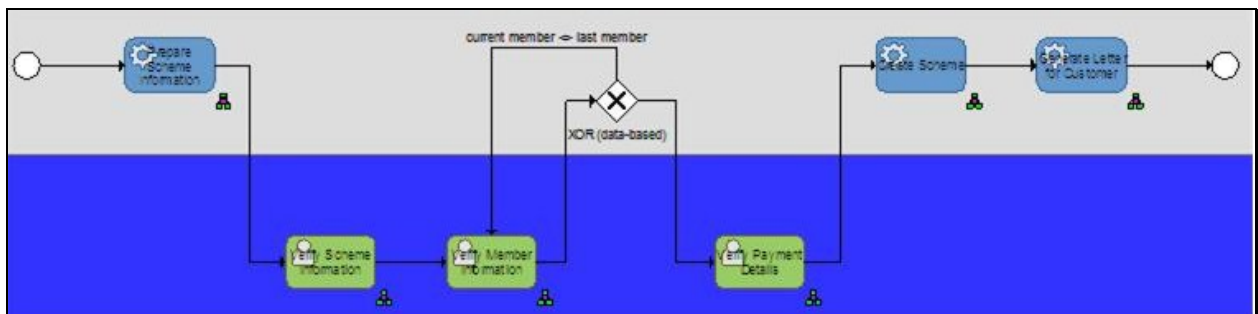 current member <> last member
Prepare
Scheme
Information
XOR (data-based)
Create Scheme
Generate Letter
for Customer
Verify Scheme
Information
Verify Member
Information
Verify Payment
Details